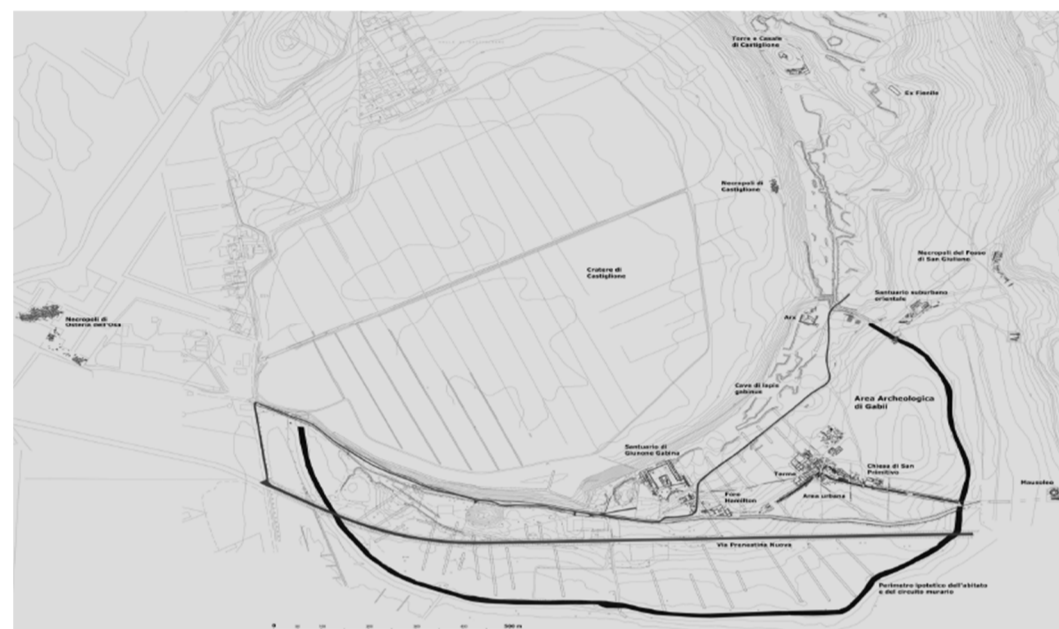 Torre e Casale
di Castiglione
Ex Fienile
Necropoli di
Castiglione
Necropoli del Fosso
di San Giuliano
Cratere di
Castiglione
Santuario suburbano
orientale
Necropoli di
Osteria dell'Osa
Arx
Cave di lapis
gabinus
Area Archeologica
di Gabii
Santuario di
Giunone Gabina
Chiesa di San
Primitivo
Terme
Mausoleo
Foro
Hamilton
Area urbana
Via Prenestina Nuova
Perimetro ipotetico dell'abitato
e del circuito murario
0
500 m